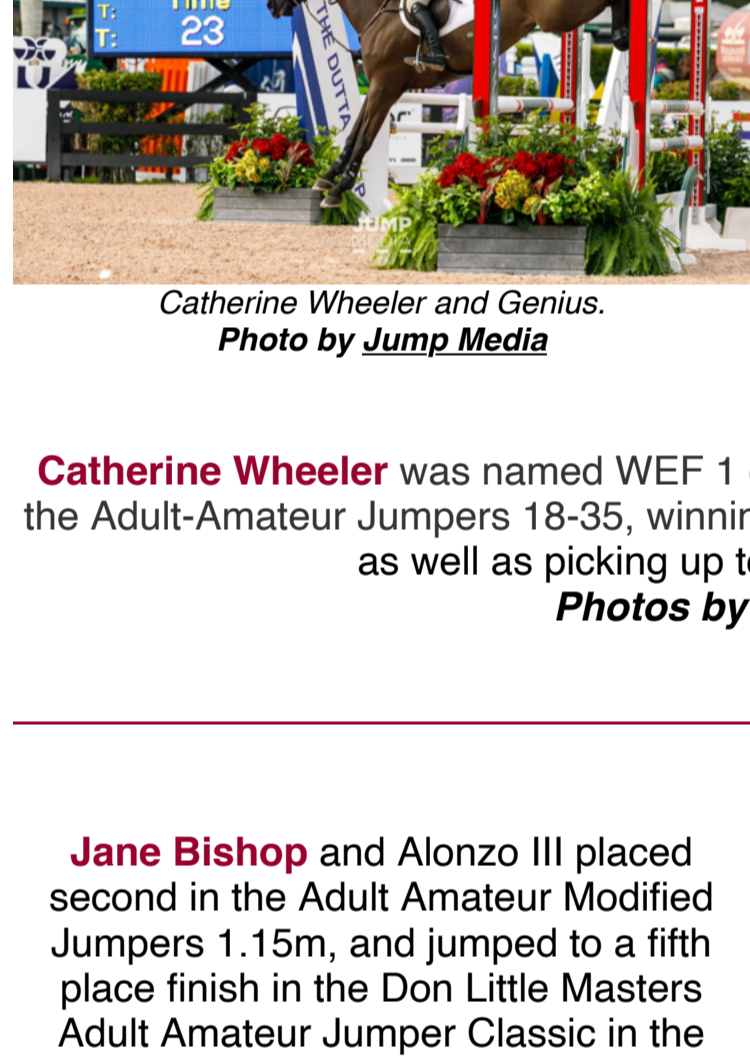 T: Time
T: 23
THE DUTTA
JUMP
MEDIA
Catherine Wheeler and Genius.
Photo by Jump Media
Catherine Wheeler was named WEF 1
the Adult-Amateur Jumpers 18-35,
as well as picking up
Photos by
Jane Bishop and Alonzo III placed
second in the Adult Amateur Modified
Jumpers 1.15m, and jumped to a fifth
place finish in the Don Little Masters
Adult Amateur Jumper Classic in the